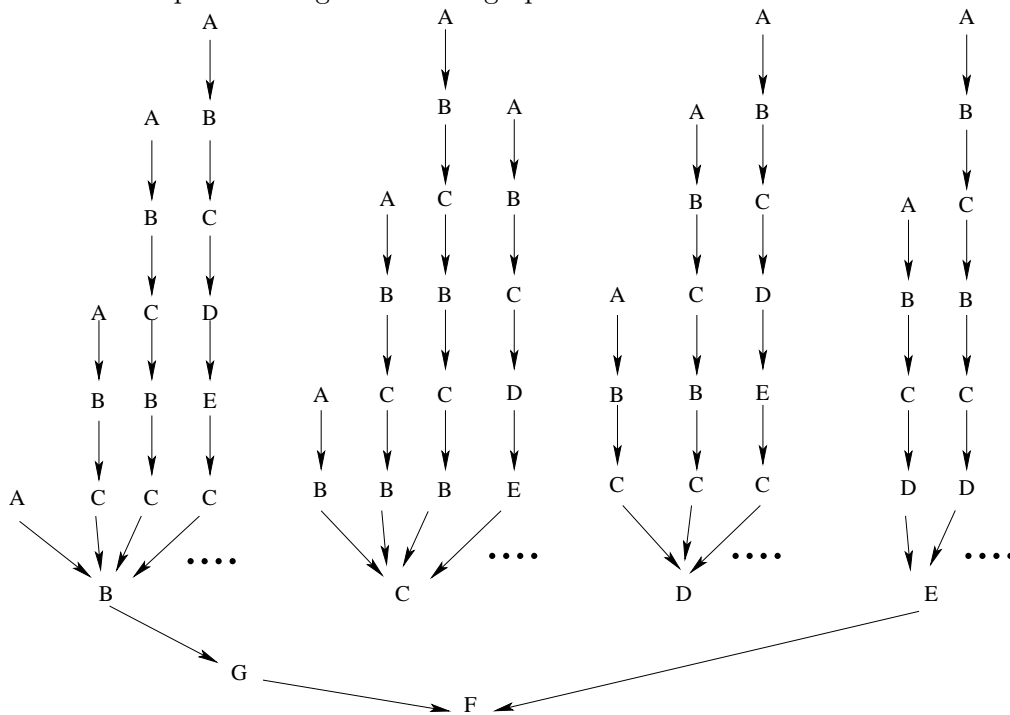 A A A A
A B B A A B B
B C A C B B C A C
A C D B B C A C D B B
B B E A C C D B B E C C
A C C C B B B E C C C D D
.... .... .... ....
B C D E
G
F